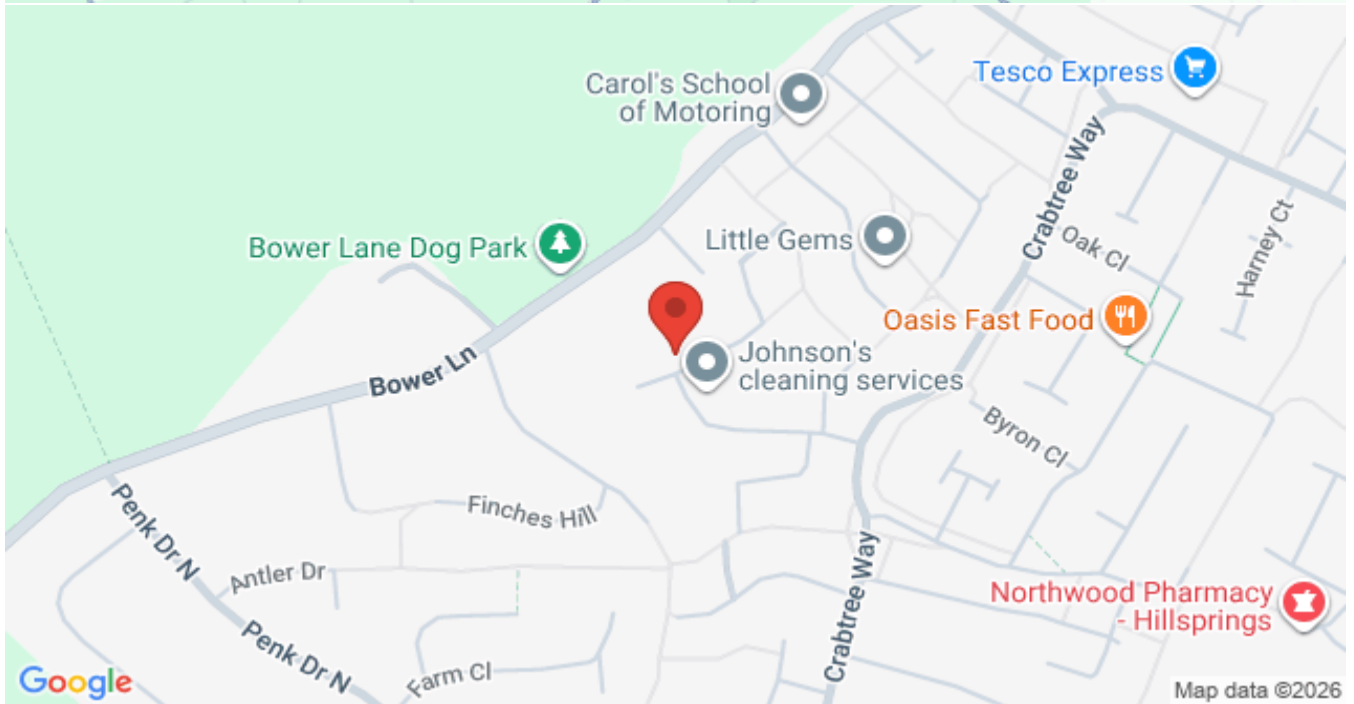 Tesco Express
Carol's School
of Motoring
Crabtree Way
Harney Ct
Oak Cl
Little Gems
Bower Lane Dog Park
Oasis Fast Food
Johnson's
cleaning services
Bower Ln
Byron Cl
Finches Hill
Penk Dr N
Antler Dr
Crabtree Way
Northwood Pharmacy
- Hillsprings
Penk Dr N
Farm Cl
Google
Map data ©2026